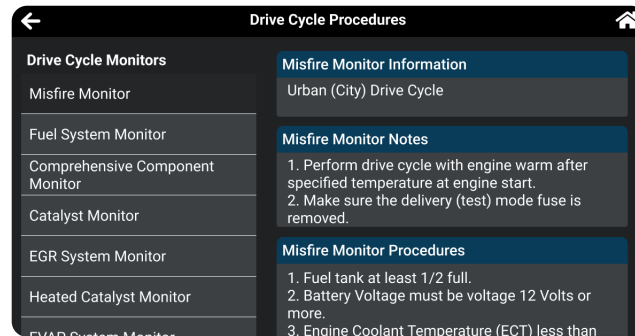 Drive Cycle Procedures
Drive Cycle Monitors
Misfire Monitor
Fuel System Monitor
Comprehensive Component
Monitor
Catalyst Monitor
EGR System Monitor
Heated Catalyst Monitor
EVAP System Monitor
Misfire Monitor Information
Urban (City) Drive Cycle
Misfire Monitor Notes
1. Perform drive cycle with engine warm after
specified temperature at engine start.
2. Make sure the delivery (test) mode fuse is
removed.
Misfire Monitor Procedures
1. Fuel tank at least 1/2 full.
2. Battery Voltage must be voltage 12 Volts or
more.
3. Engine Coolant Temperature (ECT) less than